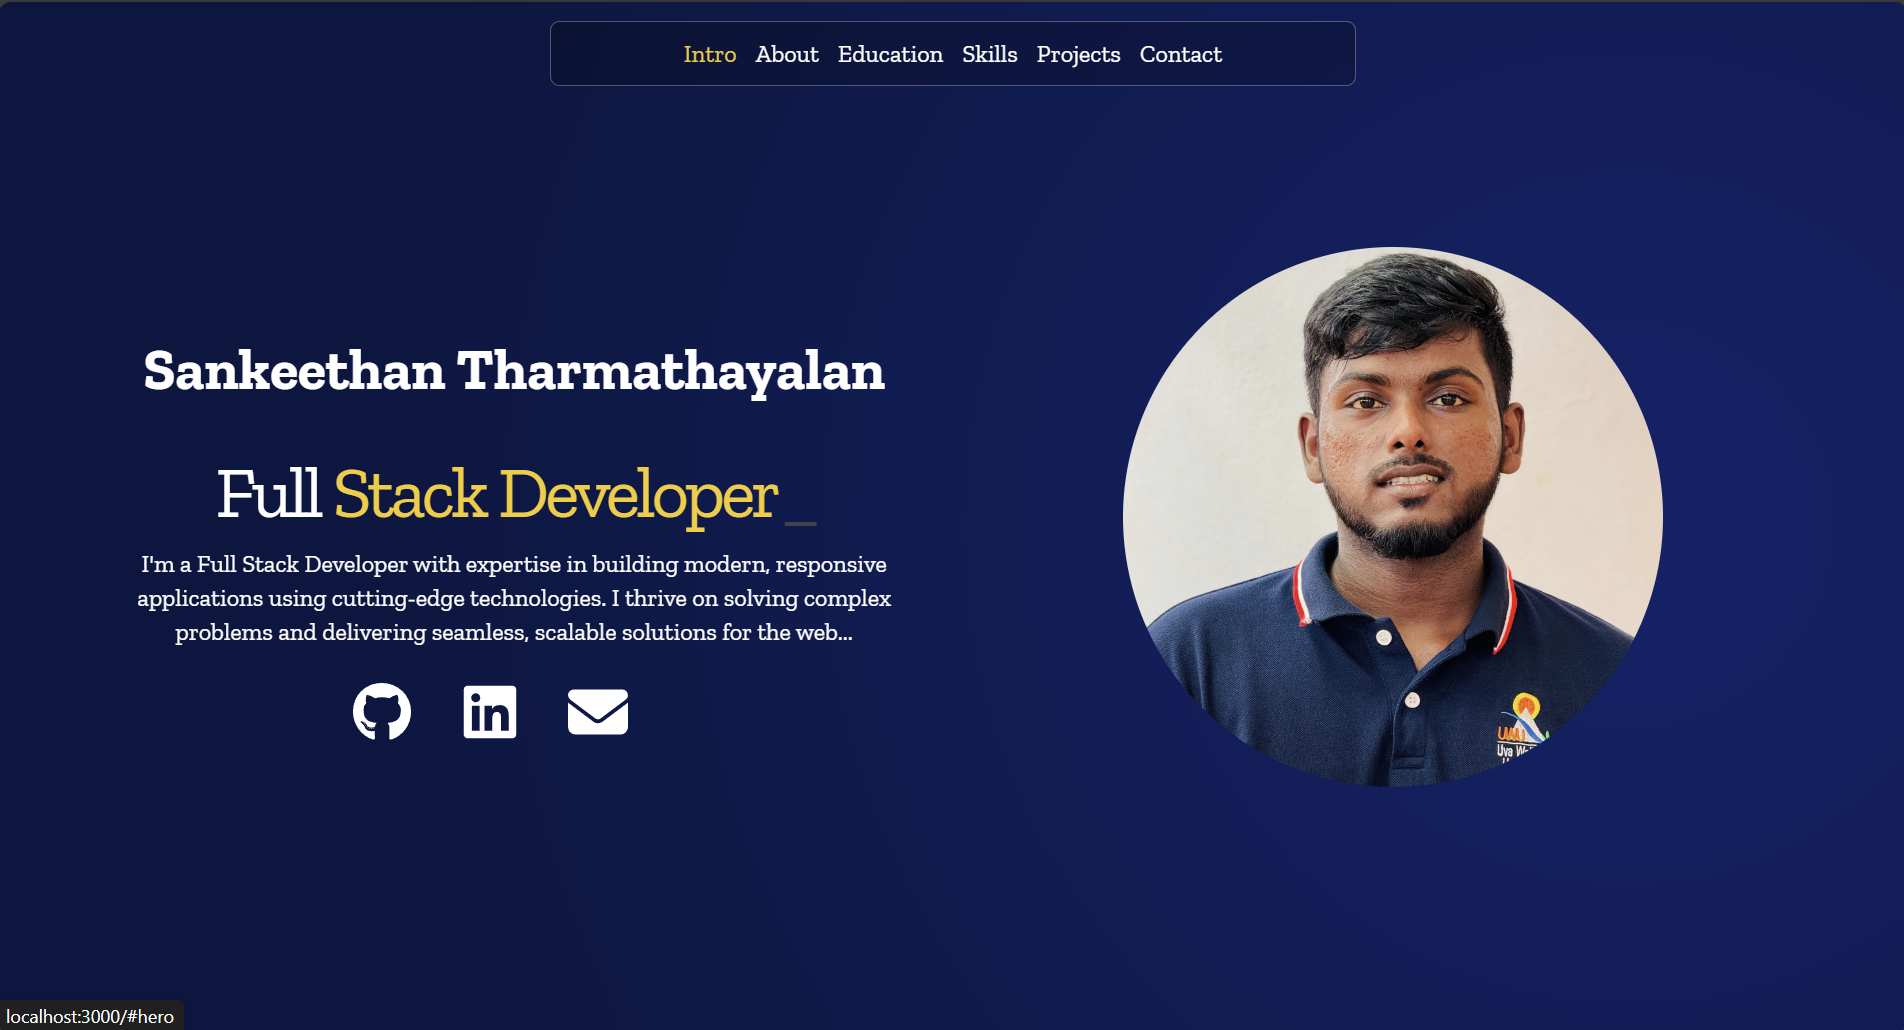 Intro About Education Skills Projects Contact
Sankeethan Tharmathayalan
Full Stack Developer_
I'm a Full Stack Developer with expertise in building modern, responsive
applications using cutting-edge technologies. I thrive on solving complex
problems and delivering seamless, scalable solutions for the web...
in
Uva
localhost:3000/#hero